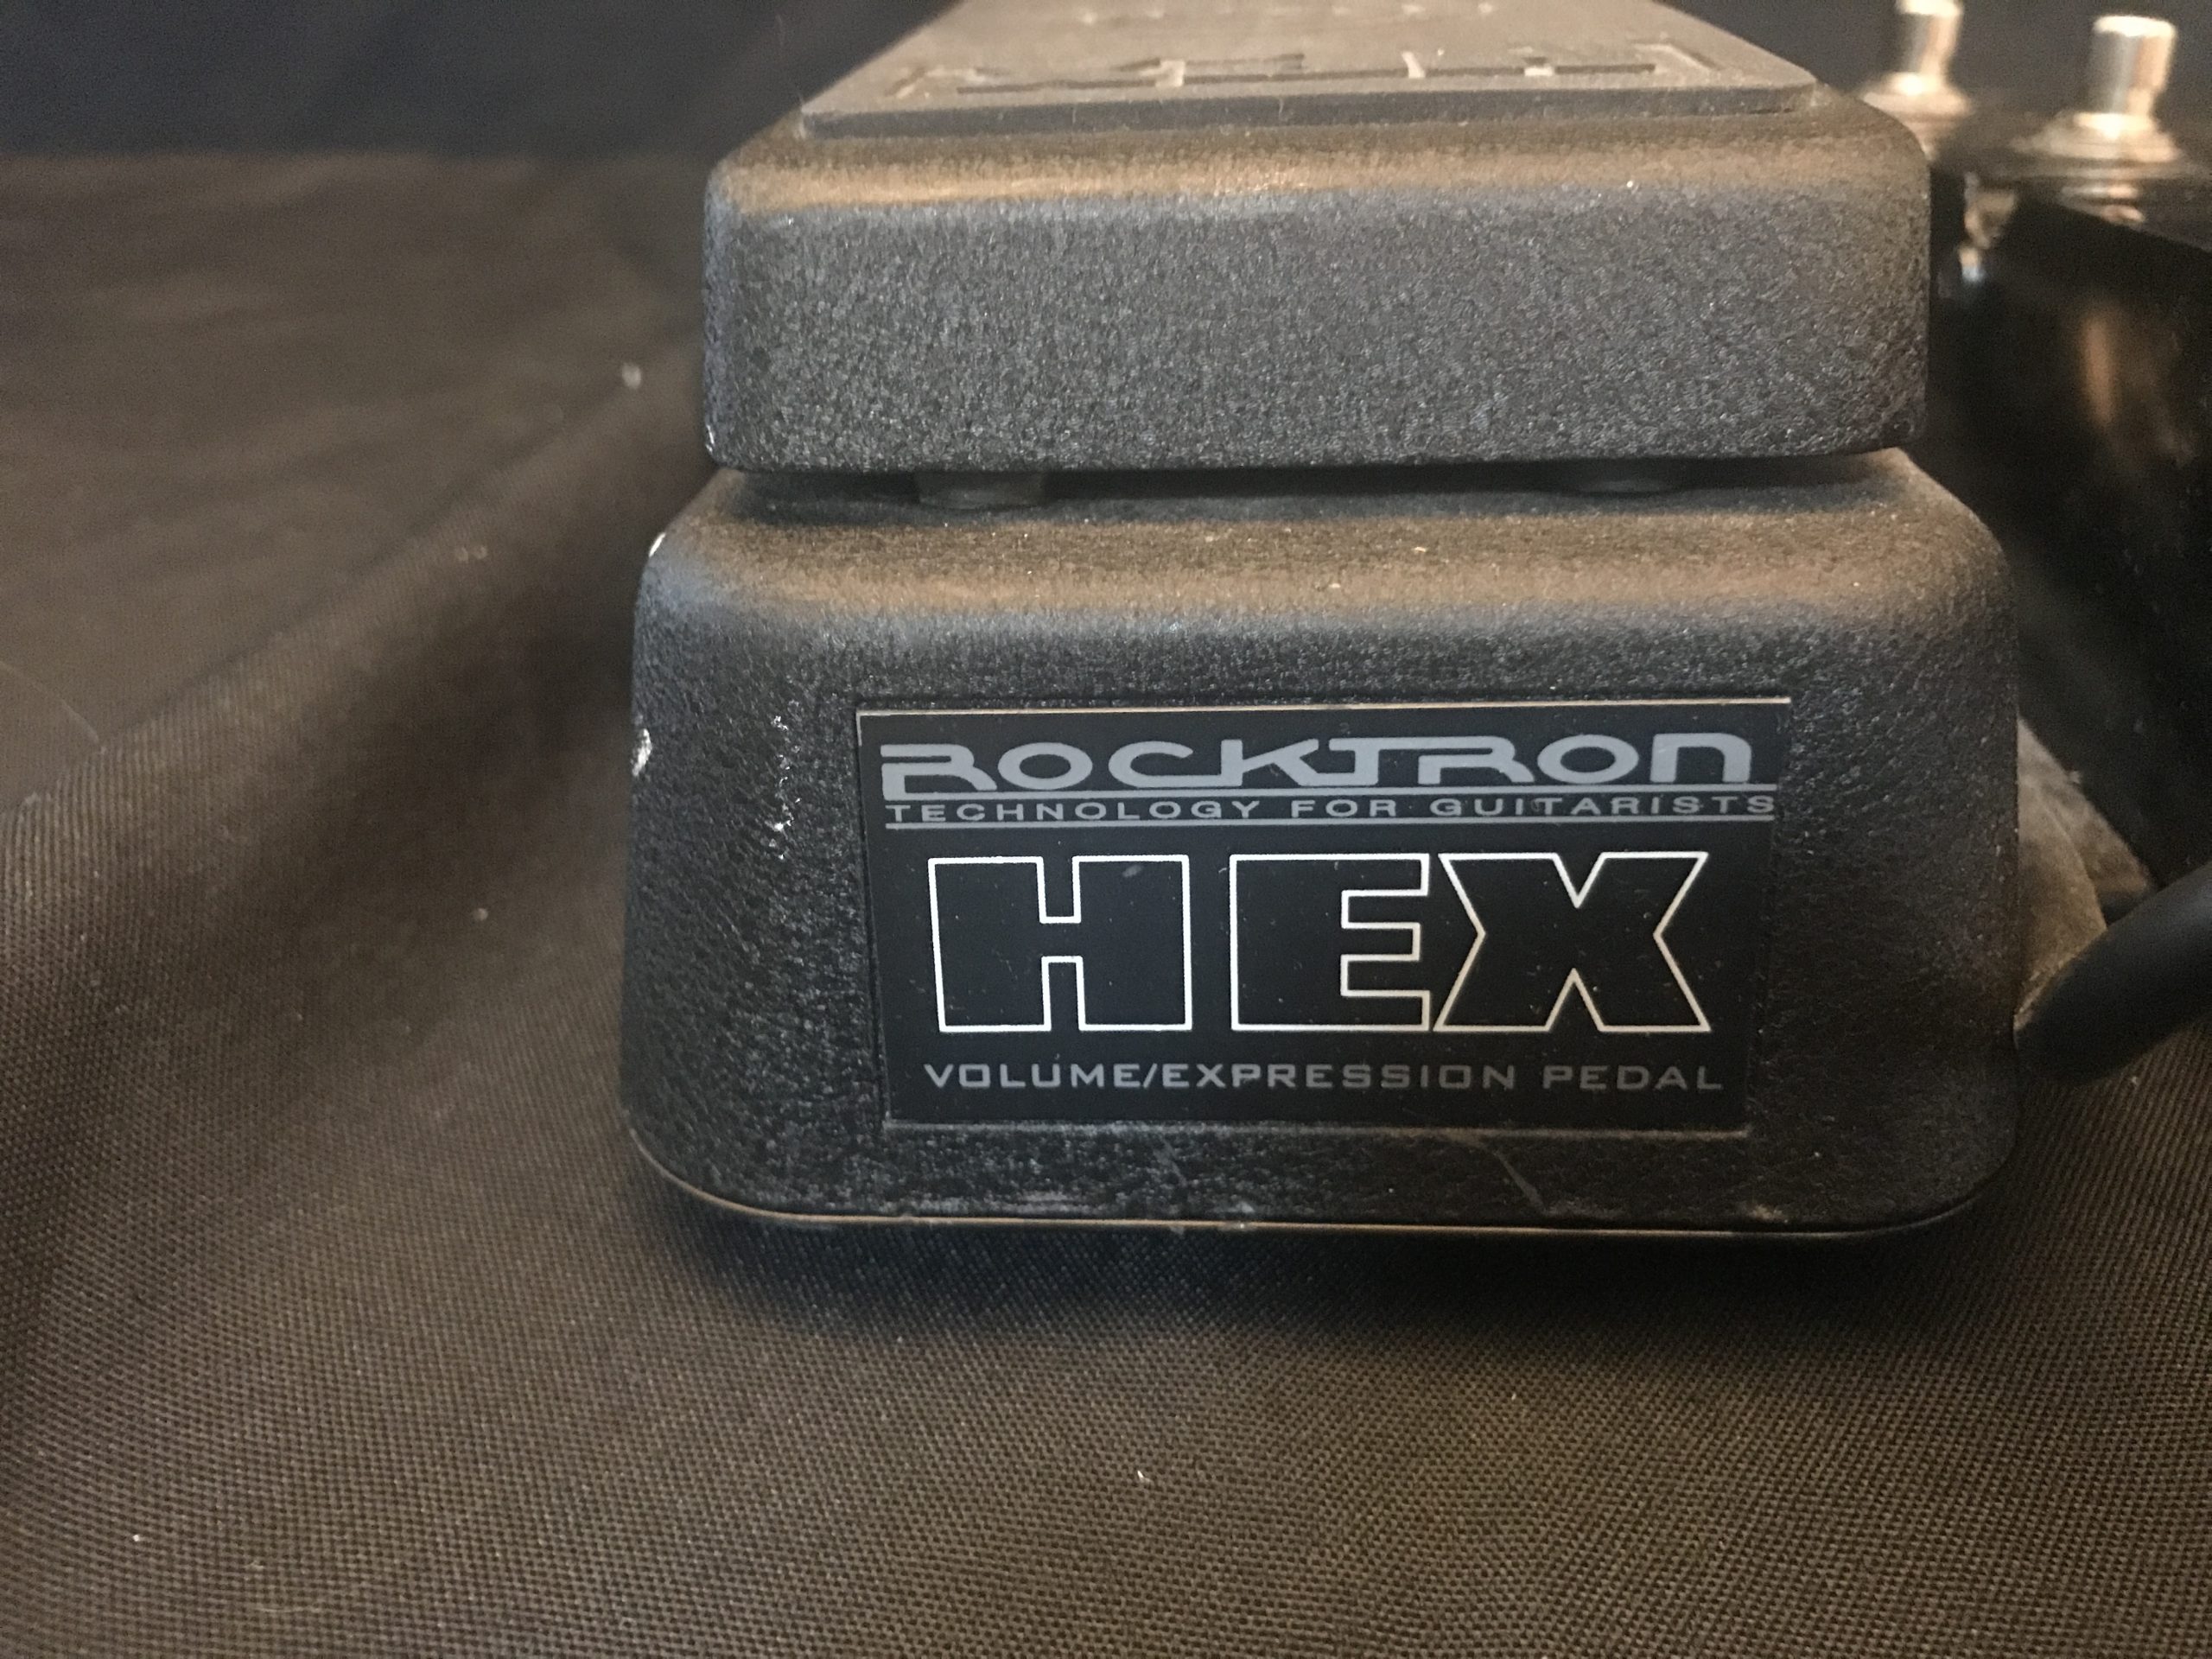 ROCKTRON
TECHNOLOGY FOR GUITARISTS
HEX
VOLUME/EXPRESSION PEDAL